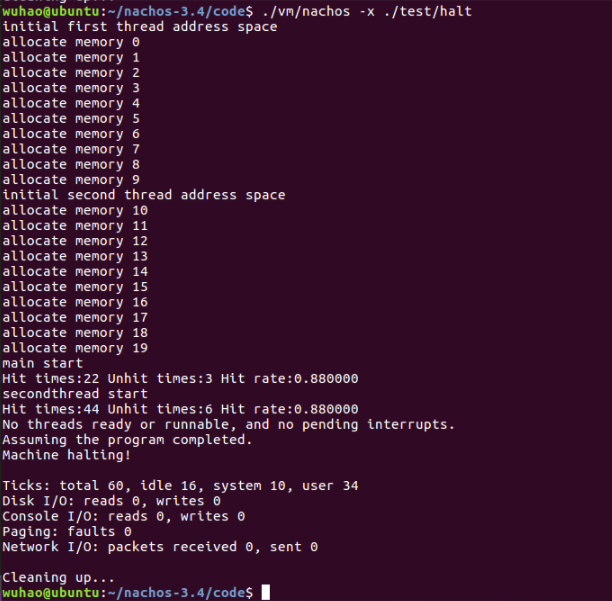 wuhao@ubuntu:~/nachos-3.4/code$ ./vm/nachos -x ./test/halt
initial first thread address space
allocate memory 0
allocate memory 1
allocate memory 2
allocate memory 3
allocate memory 4
allocate memory 5
allocate memory 6
allocate memory 7
allocate memory 8
allocate memory 9
initial second thread address space
allocate memory 10
allocate memory 11
allocate memory 12
allocate memory 13
allocate memory 14
allocate memory 15
allocate memory 16
allocate memory 17
allocate memory 18
allocate memory 19
main start
Hit times:22 Unhit times:3 Hit rate:0.880000
secondthread start
Hit times:44 Unhit times:6 Hit rate:0.880000
No threads ready or runnable, and no pending interrupts.
Assuming the program completed.
Machine halting!

Ticks: total 60, idle 16, system 10, user 34
Disk I/O: reads 0, writes 0
Console I/O: reads 0, writes 0
Paging: faults 0
Network I/O: packets received 0, sent 0

Cleaning up...
wuhao@ubuntu:~/nachos-3.4/code$